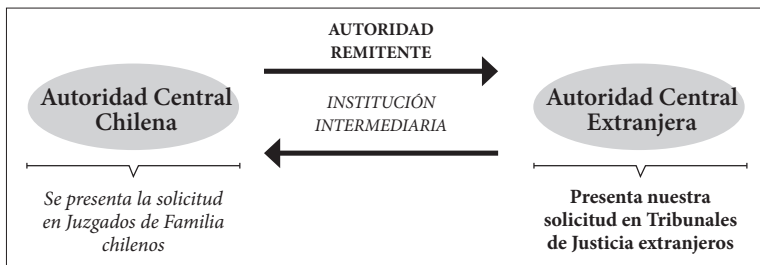 AUTORIDAD
REMITENTE
Autoridad Central
Chilena
INSTITUCIÓN
INTERMEDIARIA
Autoridad Central
Extranjera
Se presenta la solicitud
en Juzgados de Familia
chilenos
Presenta nuestra
solicitud en Tribunales
de Justicia extranjeros